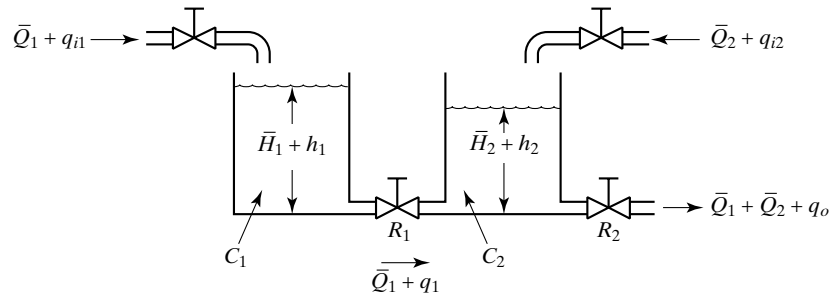 Q̄₁ + qᵢ₁
Q̄₂ + qᵢ₂
H̄₁ + h₁
H̄₂ + h₂
Q̄₁ + Q̄₂ + qₒ
R₁
R₂
C₁
C₂
Q̄₁ + q₁